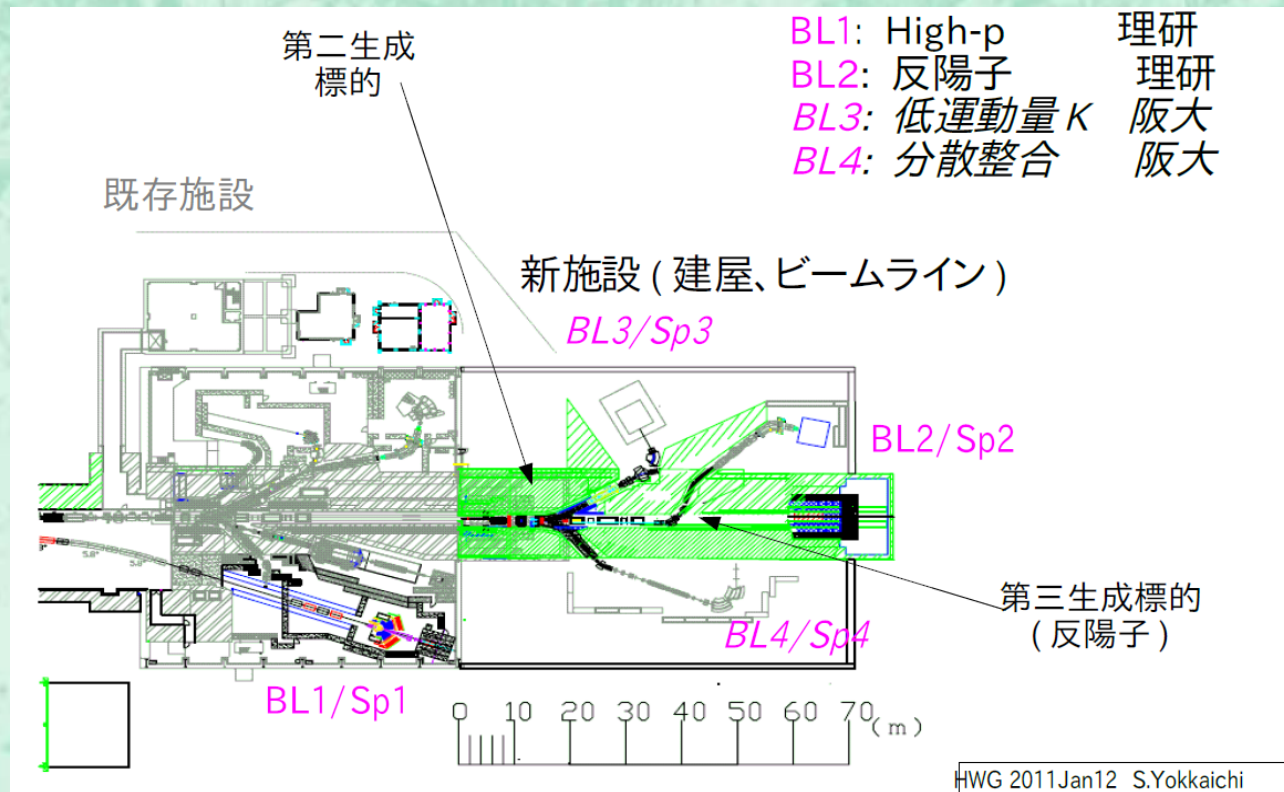 BL1: High-p 理研
BL2: 反陽子 理研
BL3: 低運動量 K 阪大
BL4: 分散整合 阪大
第二生成
標的
既存施設
新施設 ( 建屋、ビームライン )
BL3/Sp3
BL2/Sp2
第三生成標的
( 反陽子 )
BL4/Sp4
BL1/Sp1
0 10 20 30 40 50 60 70 (m)
HWG 2011Jan12 S.Yokkaichi